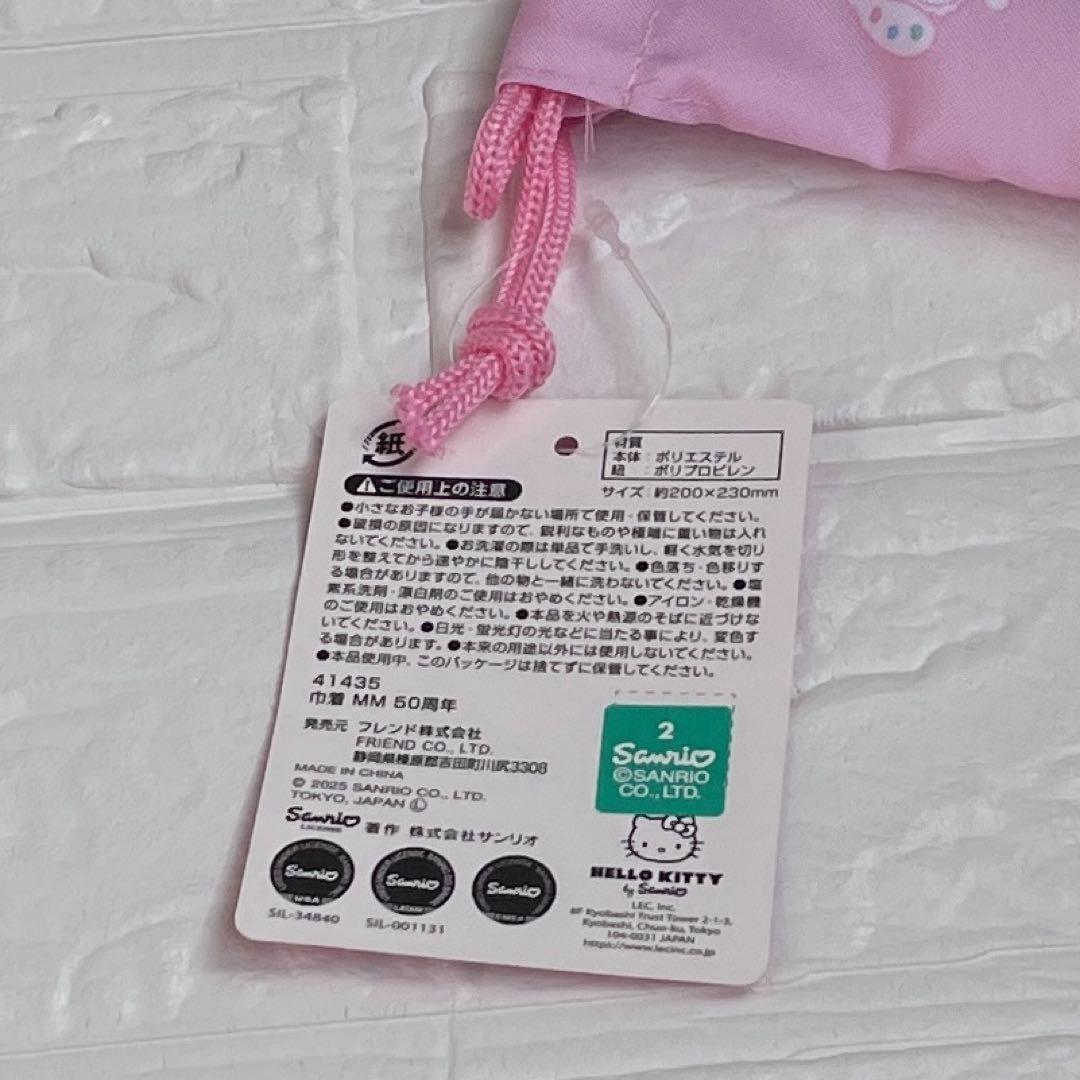 紙
材質
本体：ポリエステル
紐：ポリプロピレン
サイズ：約200×230mm
ご使用上の注意
●小さなお子様の手が届かない場所で使用・保管してください。
●破損の原因になりますので、鋭利なものや極端に重い物は入れ
ないでください。●お洗濯の際は単品で手洗いし、軽く水気を切り
形を整えてから速やかに陰干ししてください。●色落ち・色移りす
る場合がありますので、他の物と一緒に洗わないでください。●塩
素系洗剤・漂白剤のご使用はおやめください。●アイロン・乾燥機
のご使用はおやめください。●本品を火や熱源のそばに近づけな
いでください。●日光・蛍光灯の光などに当たる事により、変色す
る場合があります。●本来の用途以外には使用しないでください。
●本品使用中、このパッケージは捨てずに保管してください。
41435
巾着 MM 50周年
発売元 フレンド株式会社
FRIEND CO., LTD.
静岡県榛原郡吉田町川尻3308
MADE IN CHINA
© 2025 SANRIO CO., LTD.
TOKYO, JAPAN Ⓛ
Sanrio
LICENSE
著作 株式会社サンリオ
2
Sanrio
©SANRIO
CO., LTD.
Sanrio
Sanrio
Sanrio
SIL-34840
SIL-001131
HELLO KITTY
by Sanrio
LEC, Inc.
8F Kyobashi Trust Tower 2-1-3,
Kyobashi, Chuo-ku, Tokyo
104-0031 JAPAN
https://www.lecinc.co.jp